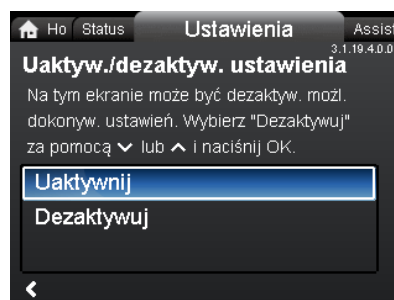 Ho Status Ustawienia Assist
3.1.19.4.0.0
Uaktyw./dezaktyw. ustawienia
Na tym ekranie może być dezaktyw. możl.
dokonyw. ustawień. Wybierz "Dezaktywuj"
za pomocą ⌄ lub ⌃ i naciśnij OK.
Uaktywnij
Dezaktywuj